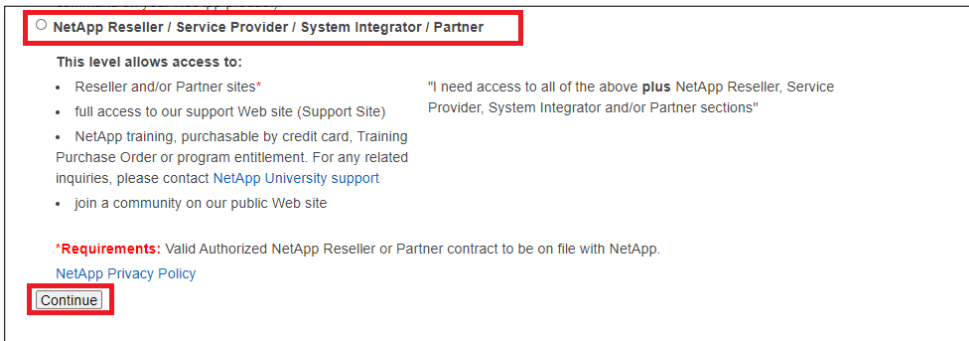 NetApp Reseller / Service Provider / System Integrator / Partner
This level allows access to:
• Reseller and/or Partner sites*
"I need access to all of the above plus NetApp Reseller, Service
Provider, System Integrator and/or Partner sections"
• full access to our support Web site (Support Site)
• NetApp training, purchasable by credit card, Training
Purchase Order or program entitlement. For any related
inquiries, please contact NetApp University support
• join a community on our public Web site
*Requirements: Valid Authorized NetApp Reseller or Partner contract to be on file with NetApp.
NetApp Privacy Policy
Continue